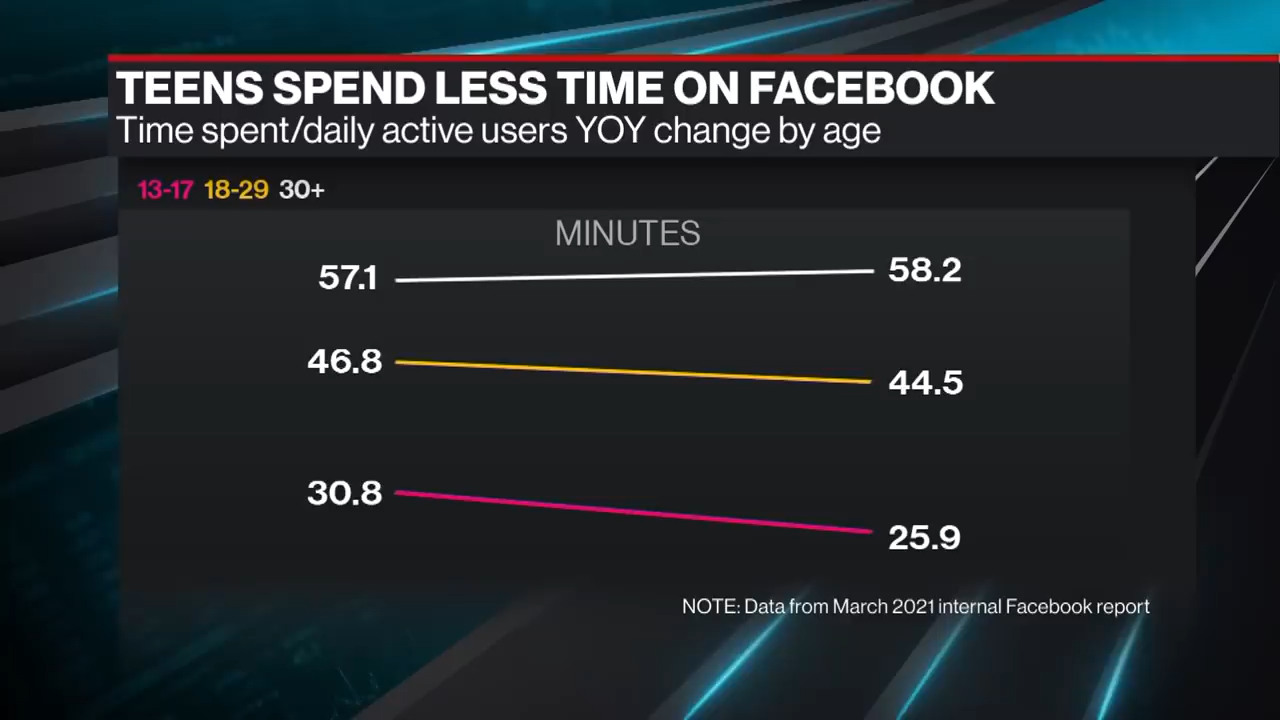 TEENS SPEND LESS TIME ON FACEBOOK
Time spent/daily active users YOY change by age
13-17 18-29 30+
MINUTES
57.1 58.2
46.8 44.5
30.8 25.9
NOTE: Data from March 2021 internal Facebook report